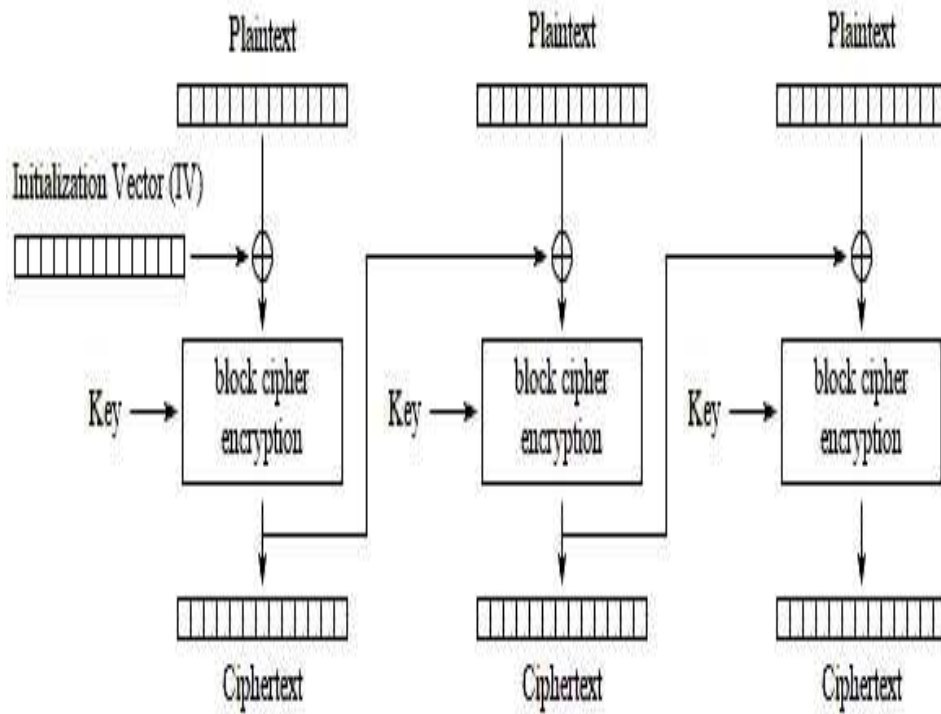 Plaintext
Plaintext
Plaintext
Initialization Vector (IV)
Key
block cipher
encryption
Key
block cipher
encryption
Key
block cipher
encryption
Ciphertext
Ciphertext
Ciphertext